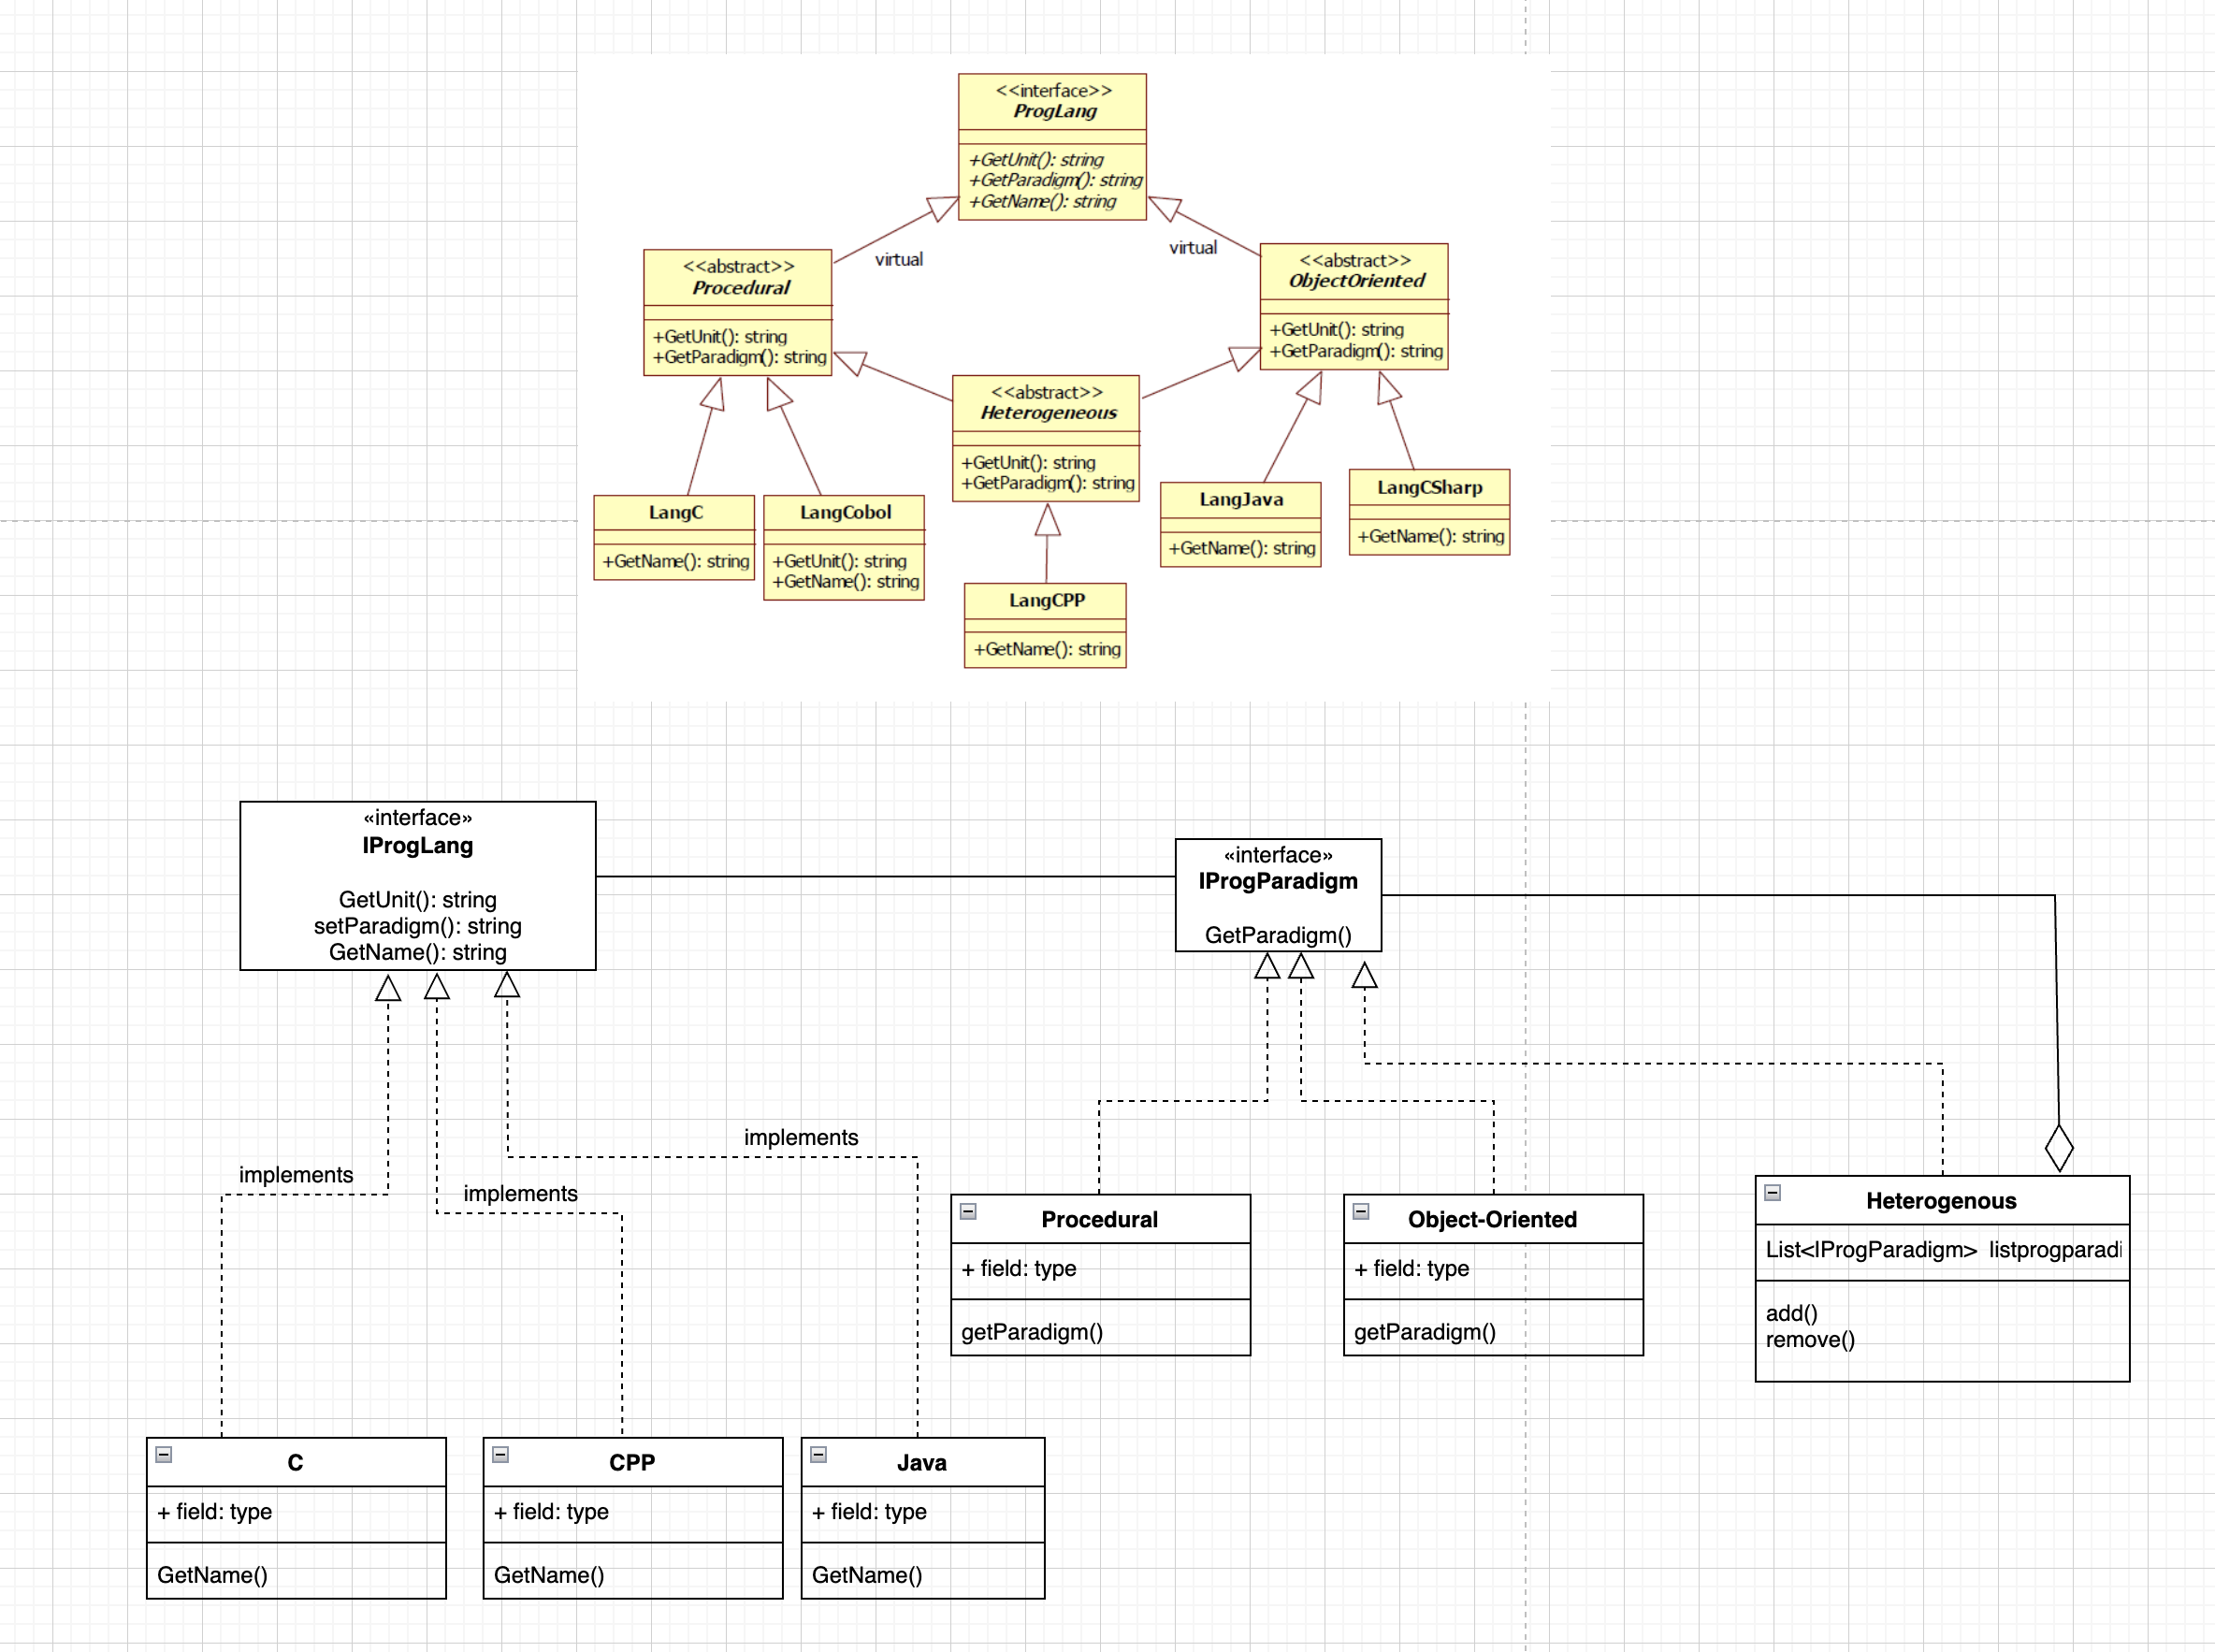 <<interface>>
ProgLang
+GetUnit(): string
+GetParadigm(): string
+GetName(): string
virtual
virtual
<<abstract>>
Procedural
+GetUnit(): string
+GetParadigm(): string
<<abstract>>
ObjectOriented
+GetUnit(): string
+GetParadigm(): string
<<abstract>>
Heterogeneous
+GetUnit(): string
+GetParadigm(): string
LangC
+GetName(): string
LangCobol
+GetUnit(): string
+GetName(): string
LangCPP
+GetName(): string
LangJava
+GetName(): string
LangCSharp
+GetName(): string
«interface»
IProgLang
GetUnit(): string
setParadigm(): string
GetName(): string
«interface»
IProgParadigm
GetParadigm()
implements
implements
implements
Procedural
+ field: type
getParadigm()
Object-Oriented
+ field: type
getParadigm()
Heterogenous
List<IProgParadigm> listprogparadi
add()
remove()
C
+ field: type
GetName()
CPP
+ field: type
GetName()
Java
+ field: type
GetName()